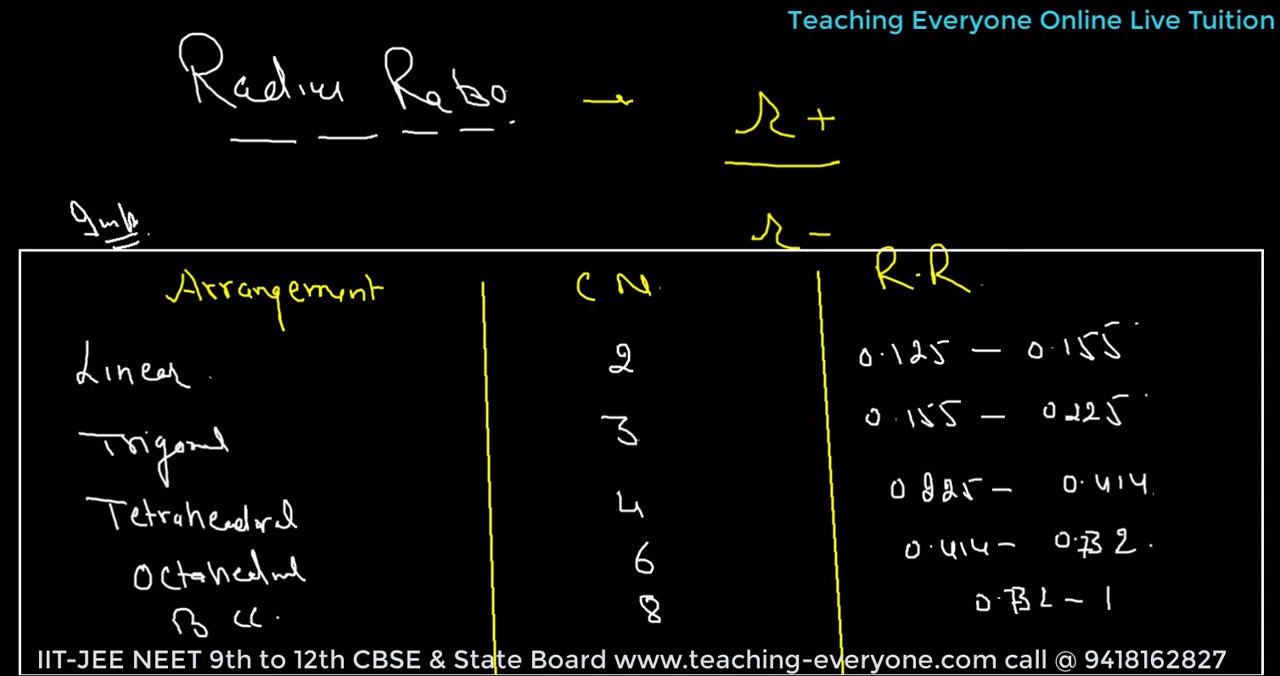 Teaching Everyone Online Live Tuition
Radius Ratio → r+
r-
Imp.
Arrangement C N. R.R.
Linear. 2 0.125 – 0.155
Trigonal 3 0.155 – 0.225
Tetrahedral 4 0.225 – 0.414.
Octahedral 6 0.414 – 0.732.
BCC. 8 0.732 – 1
IIT-JEE NEET 9th to 12th CBSE & State Board www.teaching-everyone.com call @ 9418162827